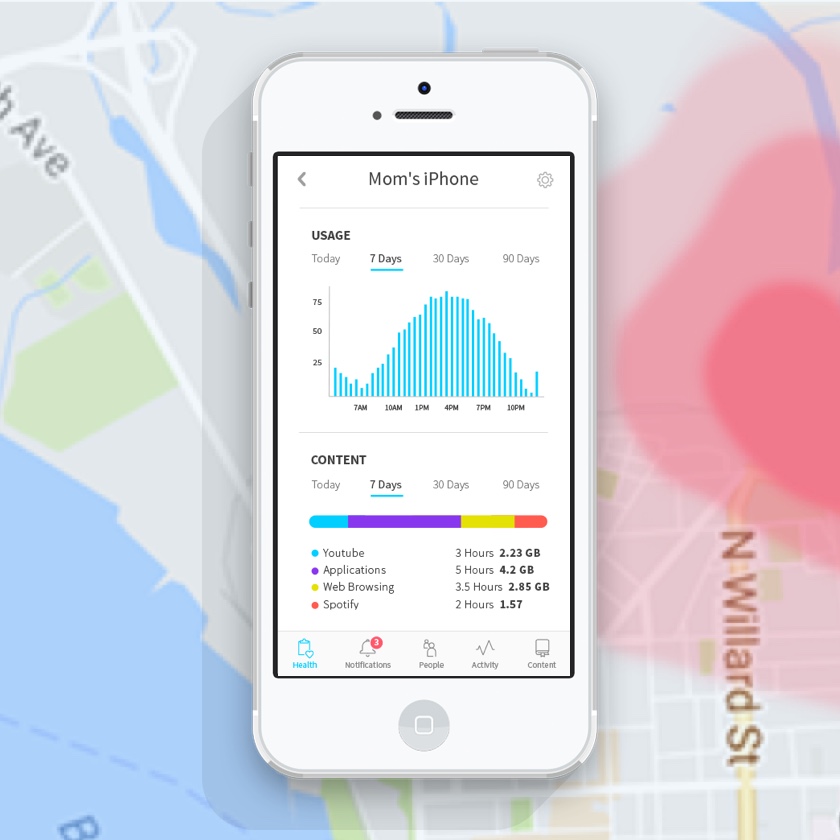 h Ave
Mom's iPhone
USAGE
Today 7 Days 30 Days 90 Days
75
50
25
7AM 10AM 1PM 4PM 7PM 10PM
CONTENT
Today 7 Days 30 Days 90 Days
Youtube 3 Hours 2.23 GB
Applications 5 Hours 4.2 GB
Web Browsing 3.5 Hours 2.85 GB
Spotify 2 Hours 1.57
3
Health Notifications People Activity Content
N Willard St
B